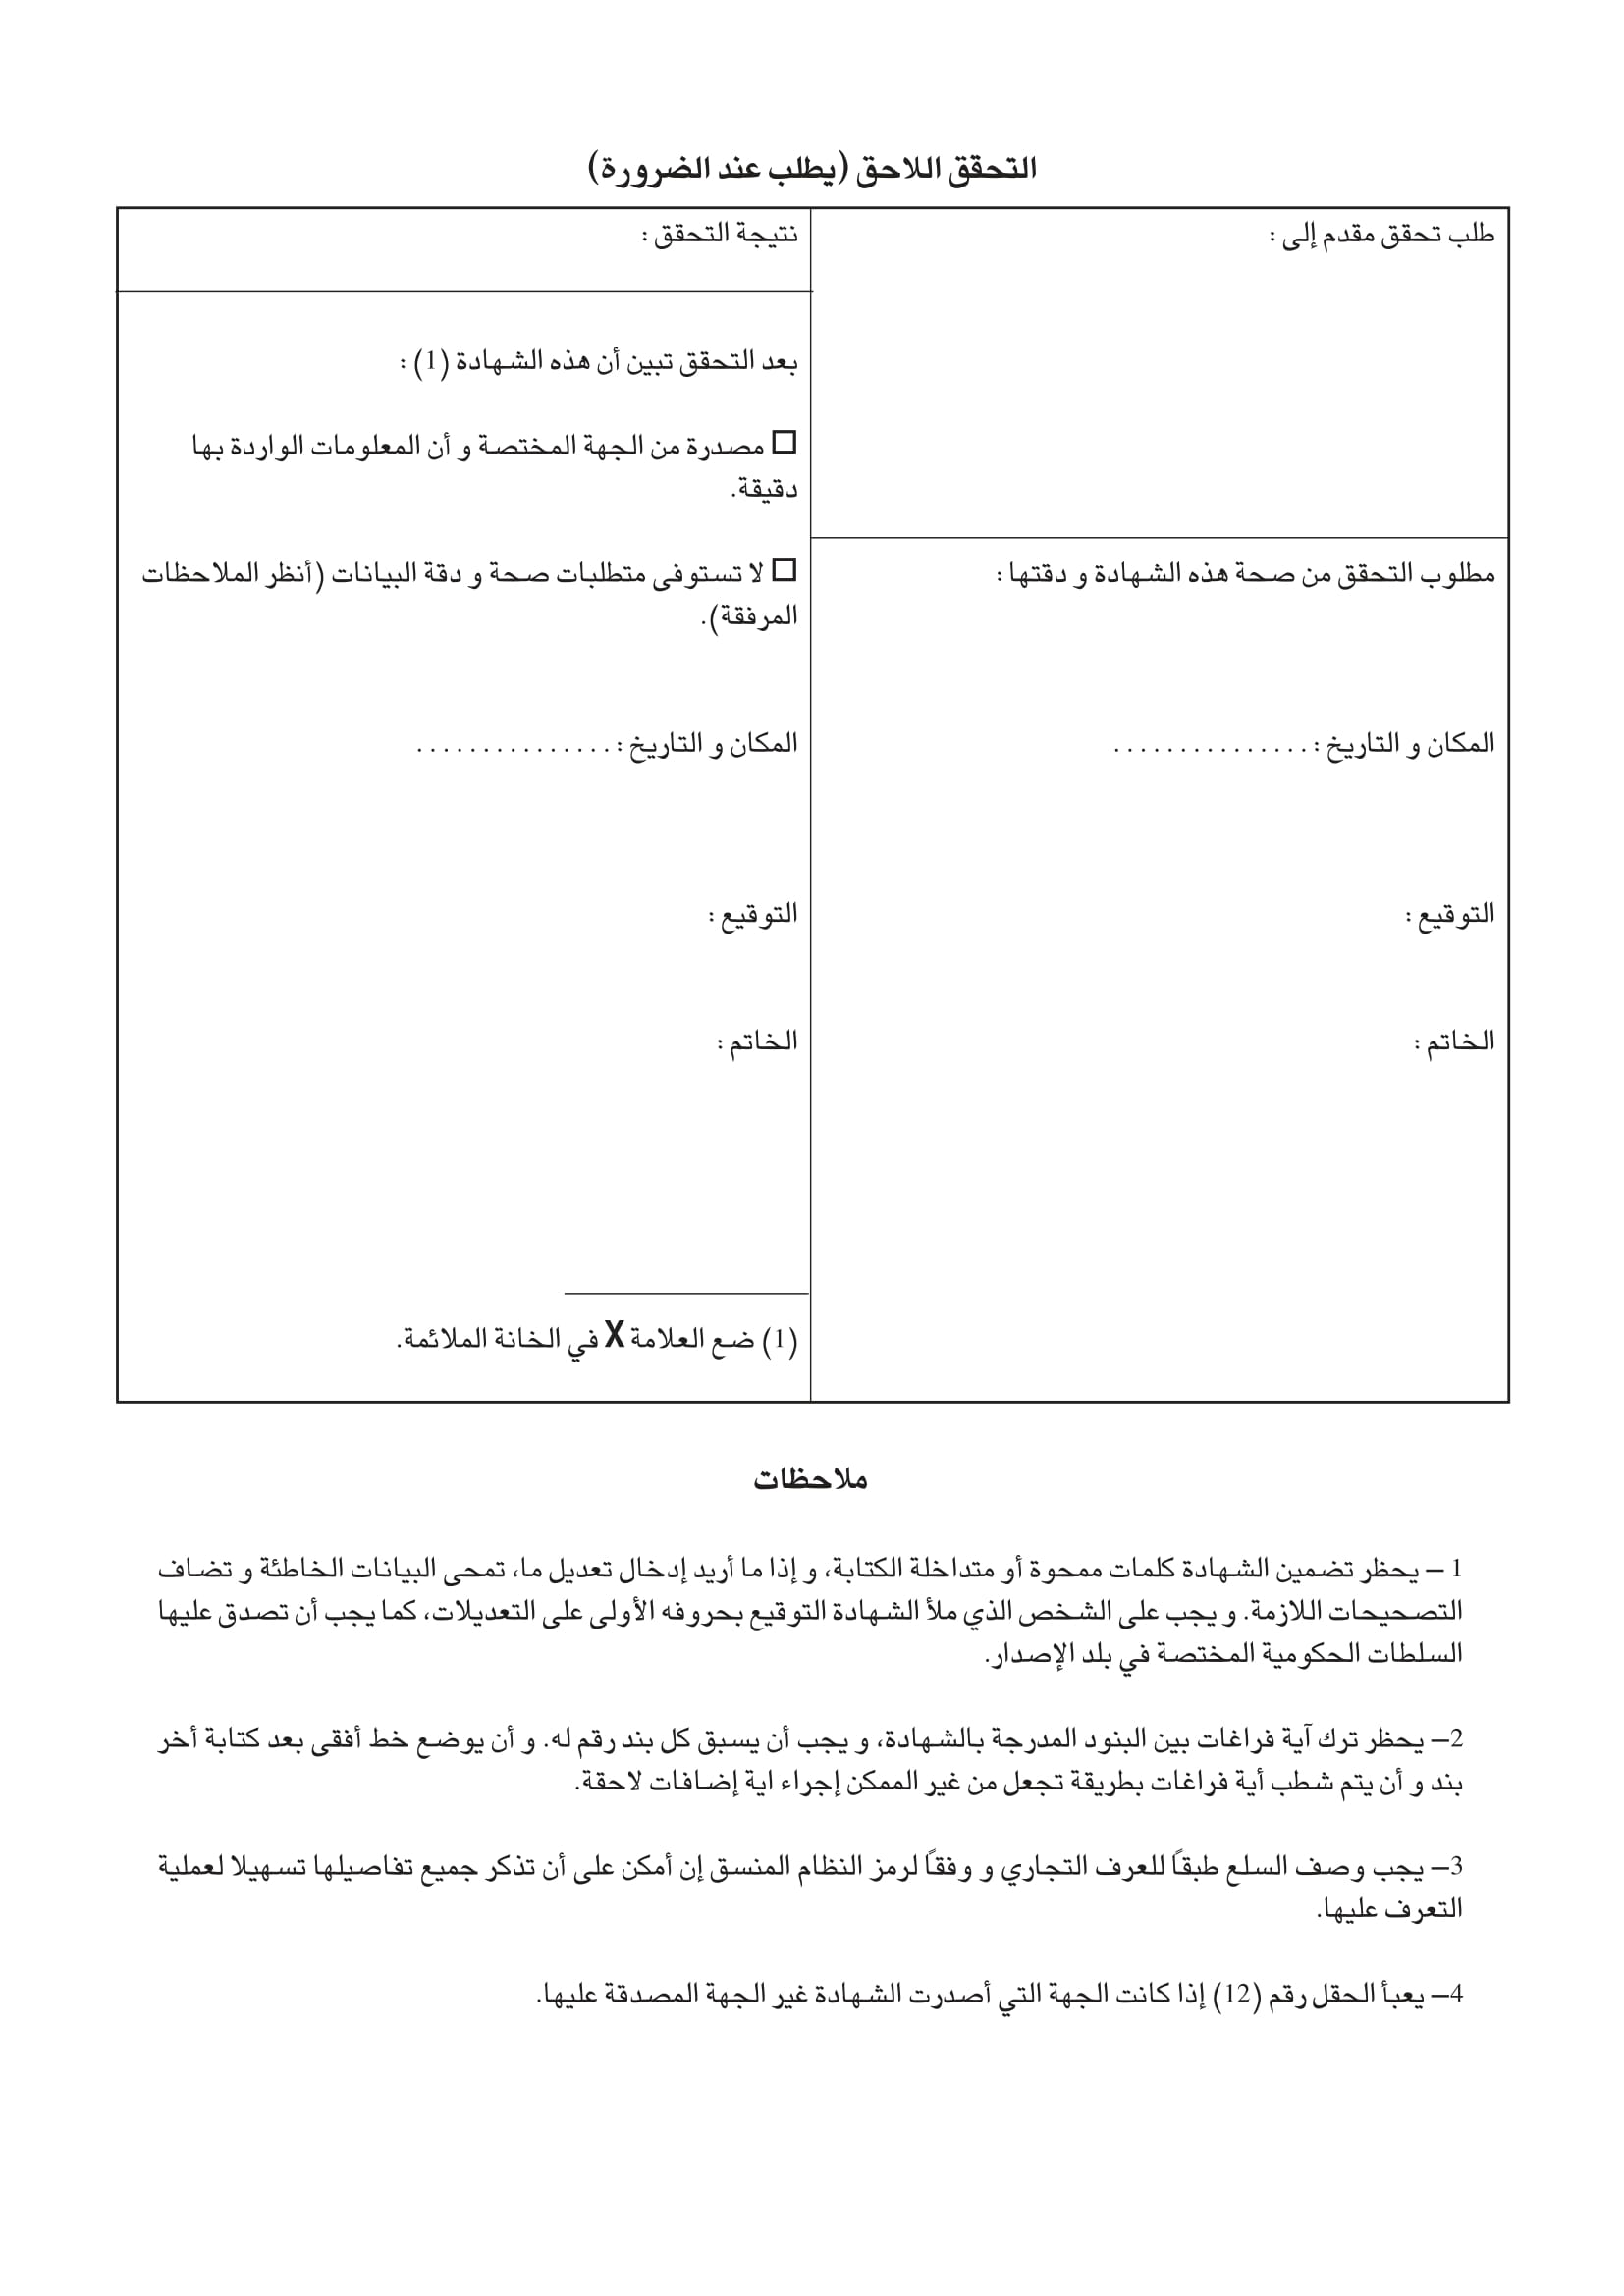 التحقق اللاحق (يطلب عند الضرورة)
طلب تحقق مقدم إلى :
مطلوب التحقق من صحة هذه الشهادة و دقتها :
المكان و التاريخ : . . . . . . . . . . . . . . .
التوقيع :
الخاتم :
نتيجة التحقق :
بعد التحقق تبين أن هذه الشهادة (1) :
☐ مصدرة من الجهة المختصة و أن المعلومات الواردة بها
دقيقة.
☐ لا تستوفى متطلبات صحة و دقة البيانات (أنظر الملاحظات
المرفقة).
المكان و التاريخ : . . . . . . . . . . . . . . .
التوقيع :
الخاتم :
(1) ضع العلامة X في الخانة الملائمة.
ملاحظات
1 – يحظر تضمين الشهادة كلمات ممحوة أو متداخلة الكتابة، و إذا ما أريد إدخال تعديل ما، تمحى البيانات الخاطئة و تضاف
التصحيحات اللازمة. و يجب على الشخص الذي ملأ الشهادة التوقيع بحروفه الأولى على التعديلات، كما يجب أن تصدق عليها
السلطات الحكومية المختصة في بلد الإصدار.
2– يحظر ترك آية فراغات بين البنود المدرجة بالشهادة، و يجب أن يسبق كل بند رقم له. و أن يوضع خط أفقى بعد كتابة أخر
بند و أن يتم شطب أية فراغات بطريقة تجعل من غير الممكن إجراء اية إضافات لاحقة.
3– يجب وصف السلع طبقاً للعرف التجاري و وفقاً لرمز النظام المنسق إن أمكن على أن تذكر جميع تفاصيلها تسهيلا لعملية
التعرف عليها.
4– يعبأ الحقل رقم (12) إذا كانت الجهة التي أصدرت الشهادة غير الجهة المصدقة عليها.